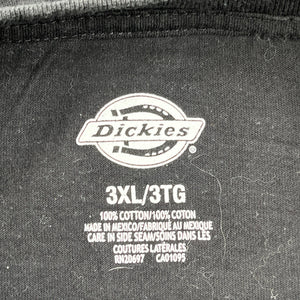 Dickies
3XL/3TG
100% COTTON/100% COTON
MADE IN MEXICO/FABRIQUÉ AU MEXIQUE
CARE IN SIDE SEAM/SOINS DANS LÈS
COUTURES LATÉRALES
RN20697 CA01095